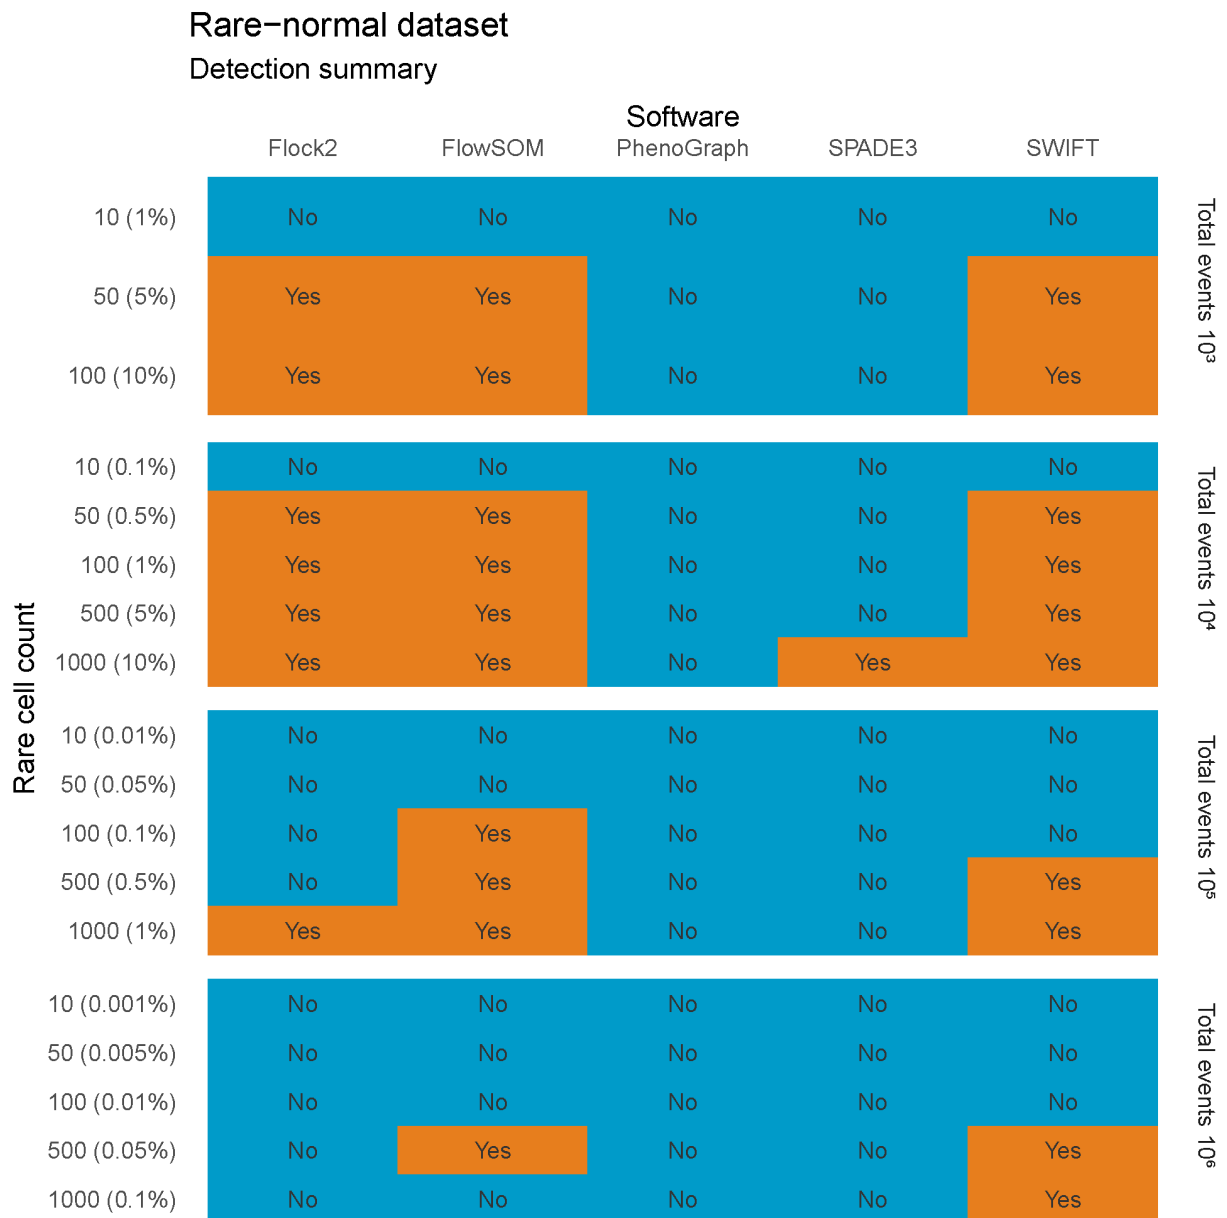 Rare−normal dataset
Detection summary
Software
Flock2 FlowSOM PhenoGraph SPADE3 SWIFT
10 (1%) No No No No No
50 (5%) Yes Yes No No Yes
100 (10%) Yes Yes No No Yes
Total events 10³
10 (0.1%) No No No No No
50 (0.5%) Yes Yes No No Yes
100 (1%) Yes Yes No No Yes
500 (5%) Yes Yes No No Yes
1000 (10%) Yes Yes No Yes Yes
Total events 10⁴
Rare cell count
10 (0.01%) No No No No No
50 (0.05%) No No No No No
100 (0.1%) No Yes No No No
500 (0.5%) No Yes No No Yes
1000 (1%) Yes Yes No No Yes
Total events 10⁵
10 (0.001%) No No No No No
50 (0.005%) No No No No No
100 (0.01%) No No No No No
500 (0.05%) No Yes No No Yes
1000 (0.1%) No No No No Yes
Total events 10⁶